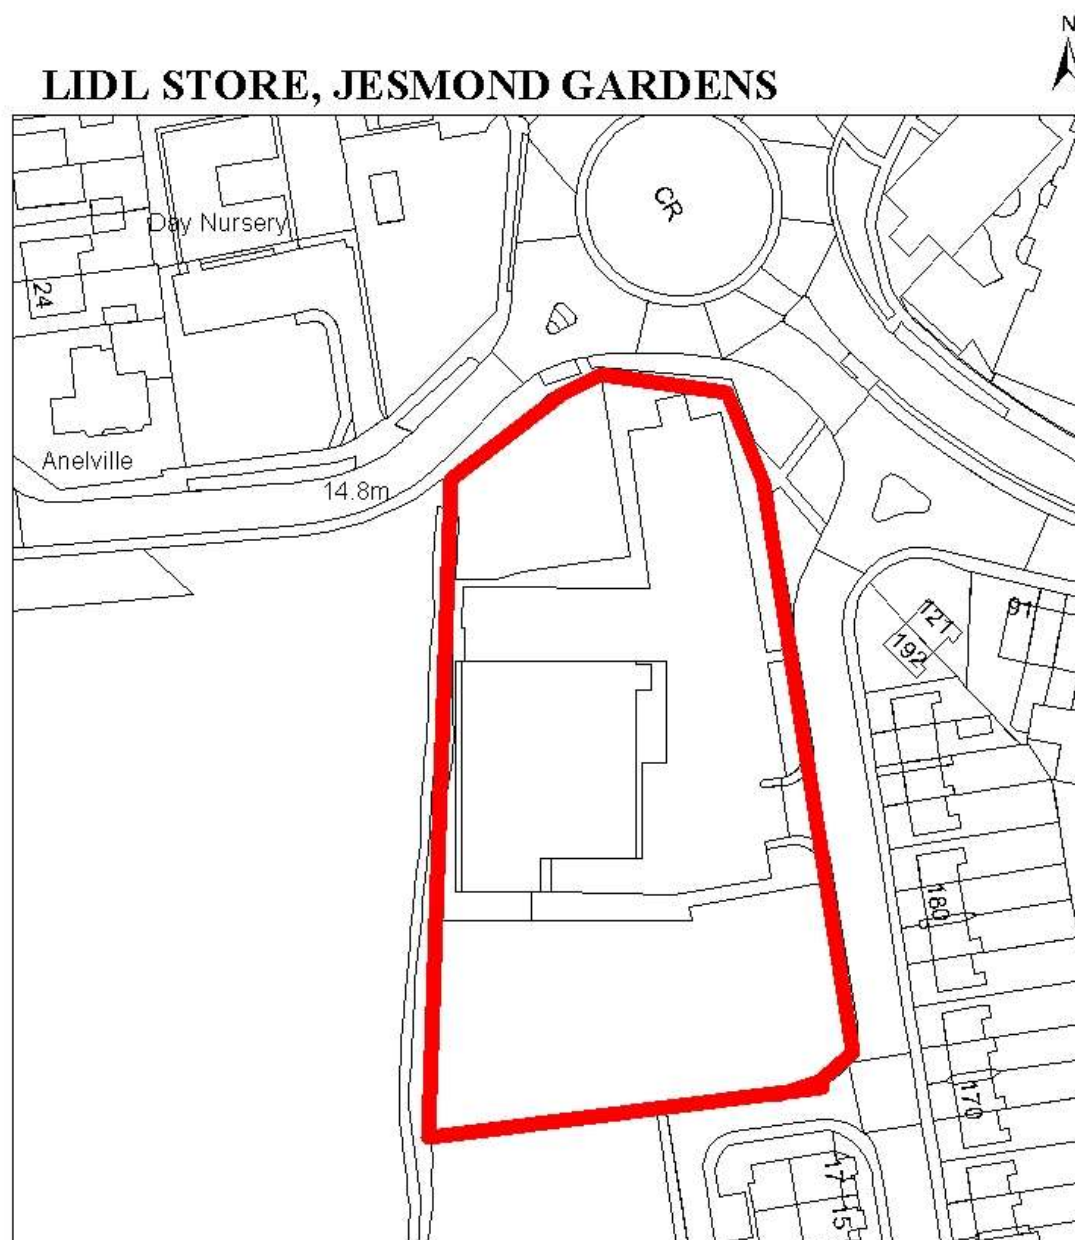 N
LIDL STORE, JESMOND GARDENS
CR
Day Nursery
24
Anelville
14.8m
91
121
192
180
170
17
15